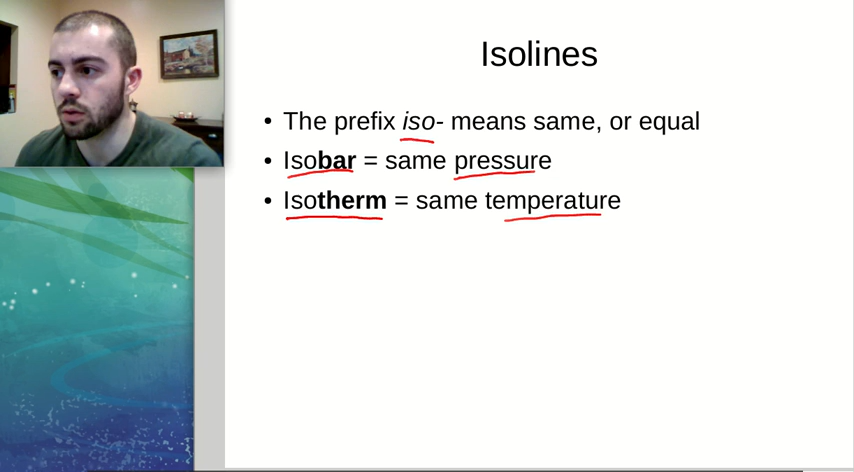 Isolines
• The prefix iso- means same, or equal
• Isobar = same pressure
• Isotherm = same temperature